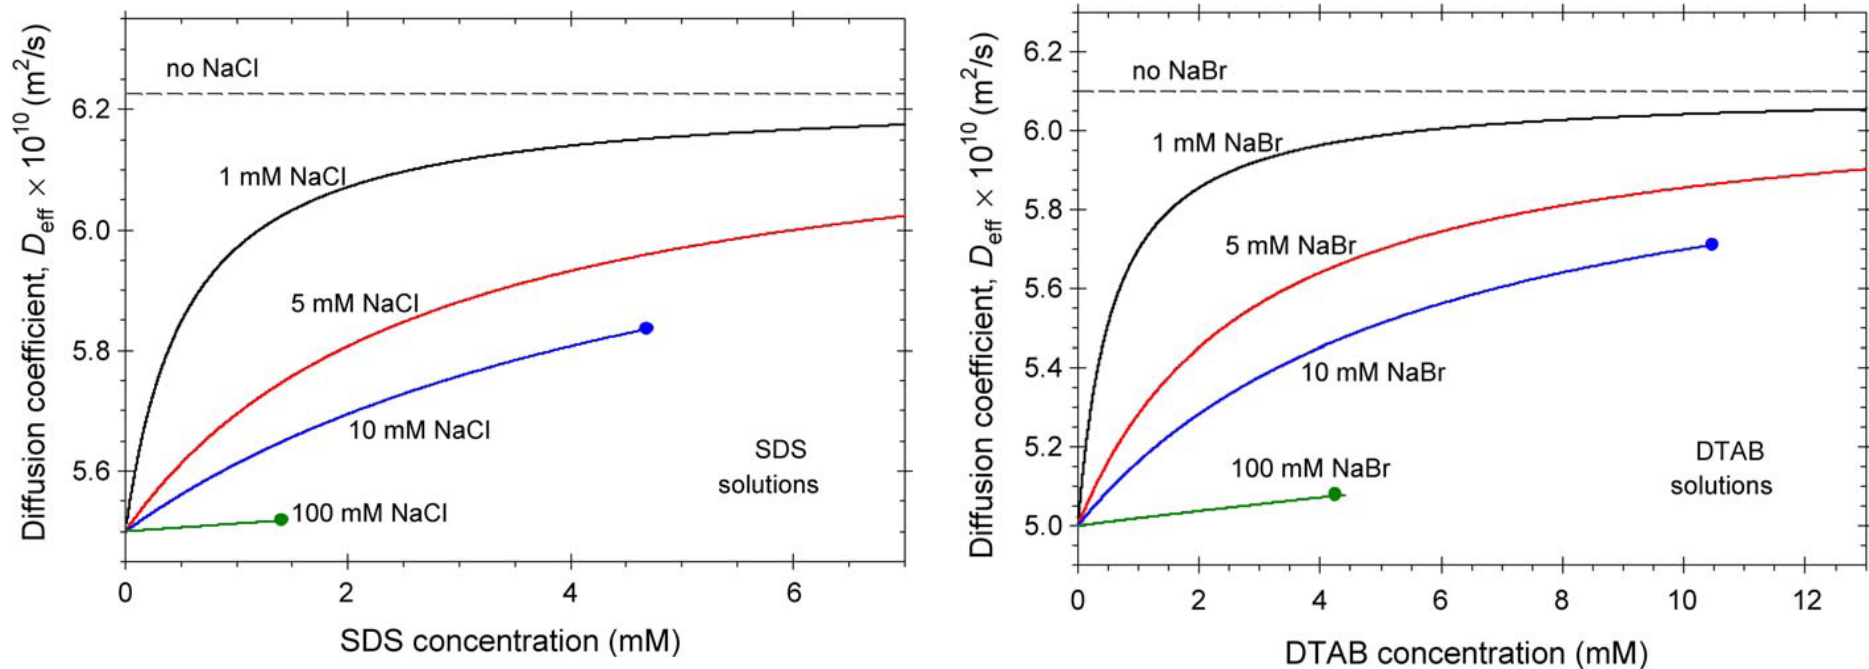 Diffusion coefficient, D_eff × 10^10 (m²/s)
6.2
6.0
5.8
5.6
no NaCl
1 mM NaCl
5 mM NaCl
10 mM NaCl
100 mM NaCl
SDS
solutions
0 2 4 6
SDS concentration (mM)
Diffusion coefficient, D_eff × 10^10 (m²/s)
6.2
6.0
5.8
5.6
5.4
5.2
5.0
no NaBr
1 mM NaBr
5 mM NaBr
10 mM NaBr
100 mM NaBr
DTAB
solutions
0 2 4 6 8 10 12
DTAB concentration (mM)